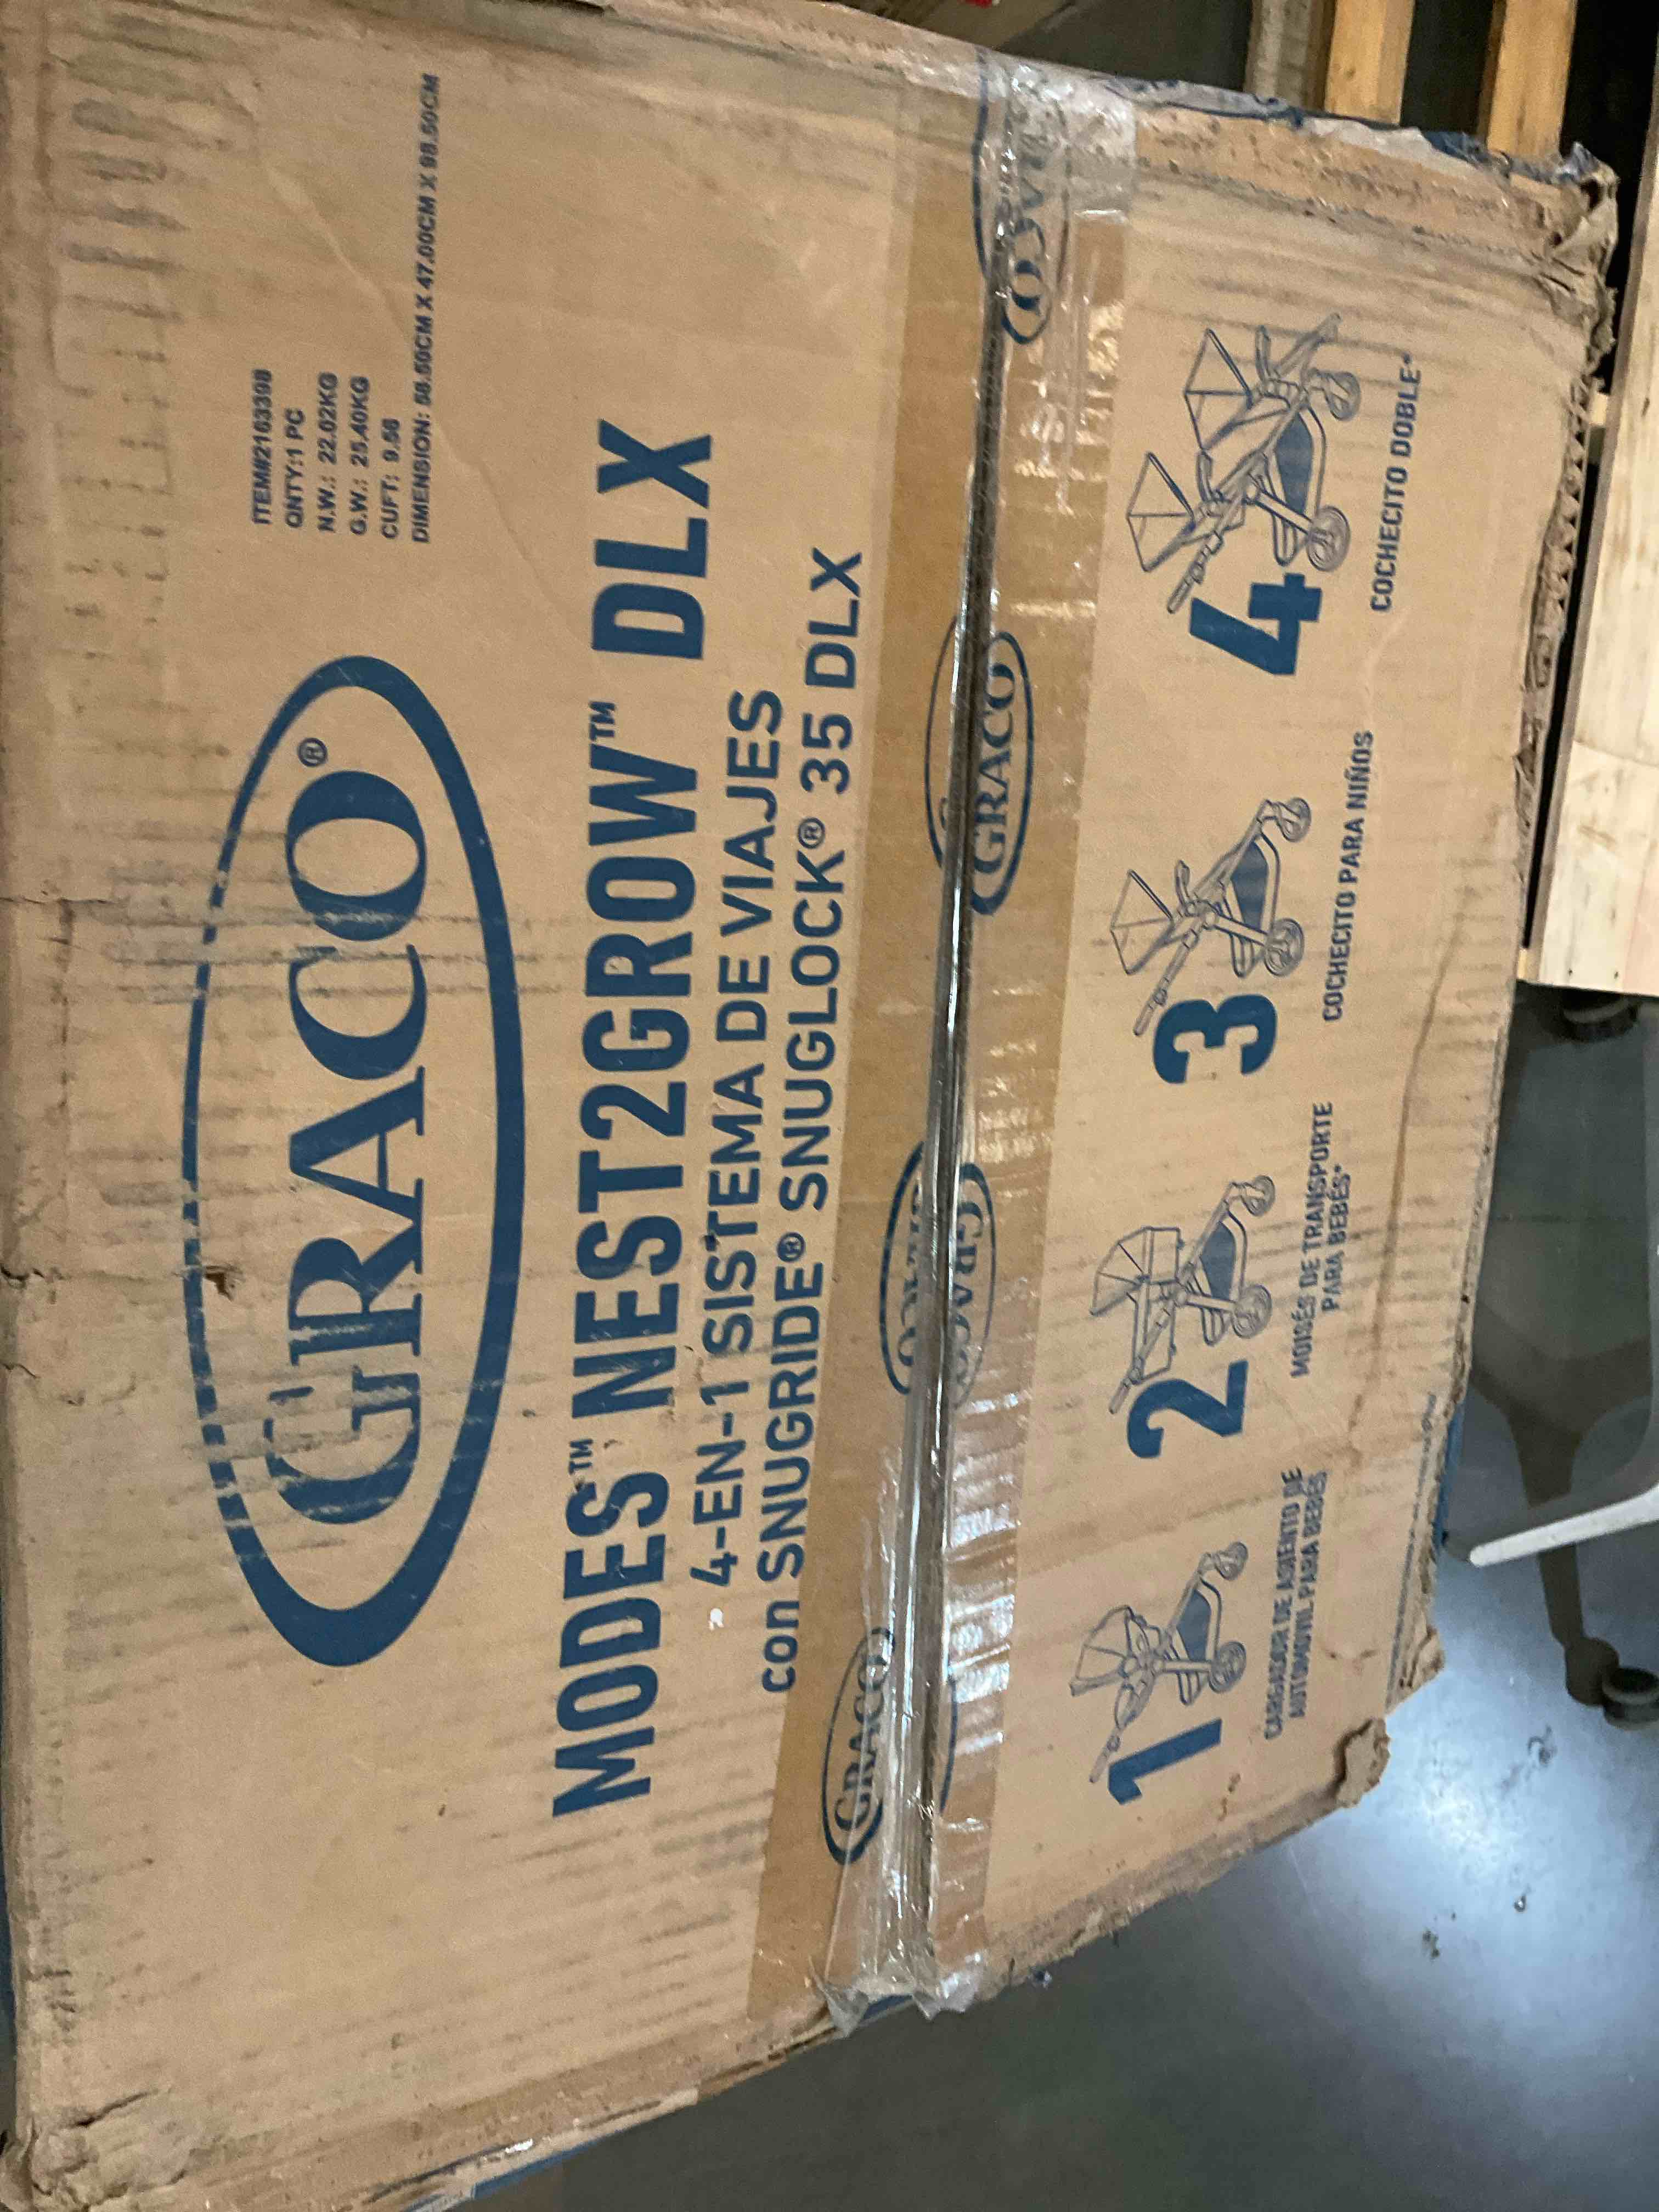 ITEM#2163398
QNTY:1 PC
N.W.: 22.02KG
G.W.: 25.40KG
CUFT: 9.56
DIMENSION: 58.50CM X 47.00CM X 98.50CM
GRACO®
MODES™ NEST2GROW™ DLX
4-EN-1 SISTEMA DE VIAJES
con SNUGRIDE® SNUGLOCK® 35 DLX
GRACO
GRACO
GRACO
GRACO
1
CARGADOR DE ASIENTO DE
AUTOMOVIL PARA BEBÉS
2
MOISÉS DE TRANSPORTE
PARA BEBÉS*
3
COCHECITO PARA NIÑOS
4
COCHECITO DOBLE*